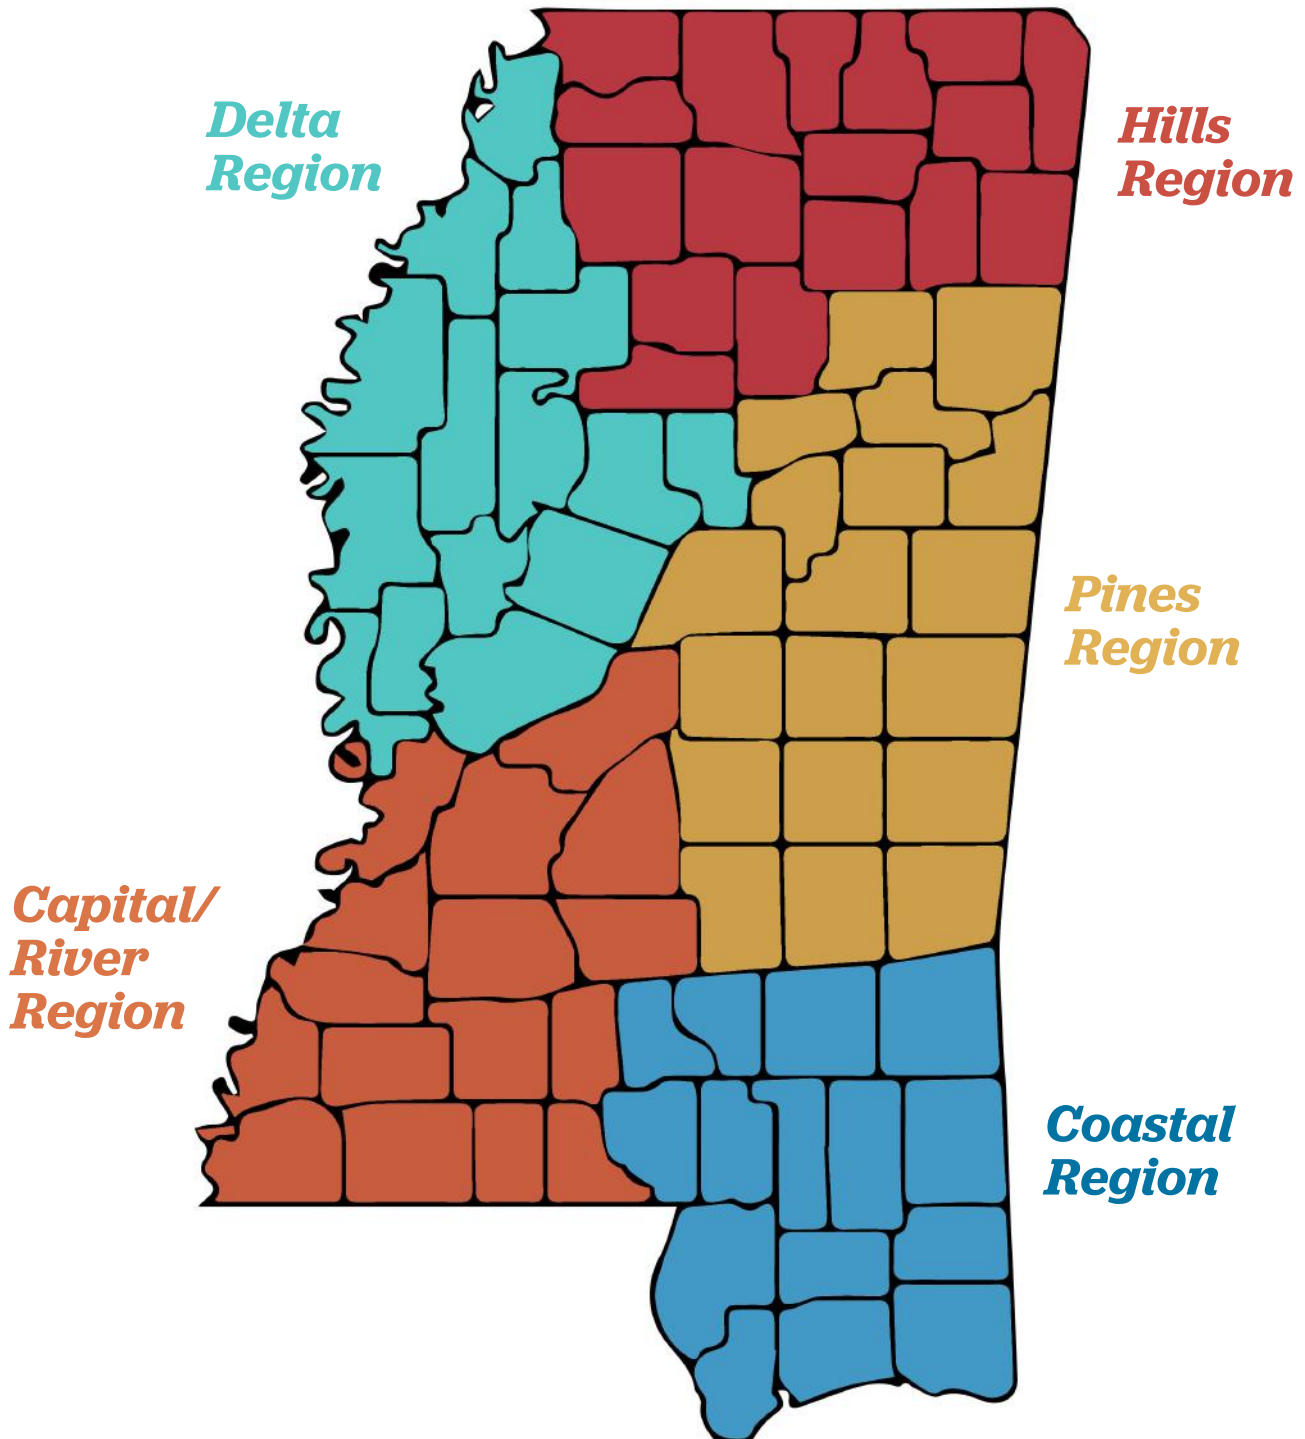 Delta
Region
Hills
Region
Pines
Region
Capital/
River
Region
Coastal
Region